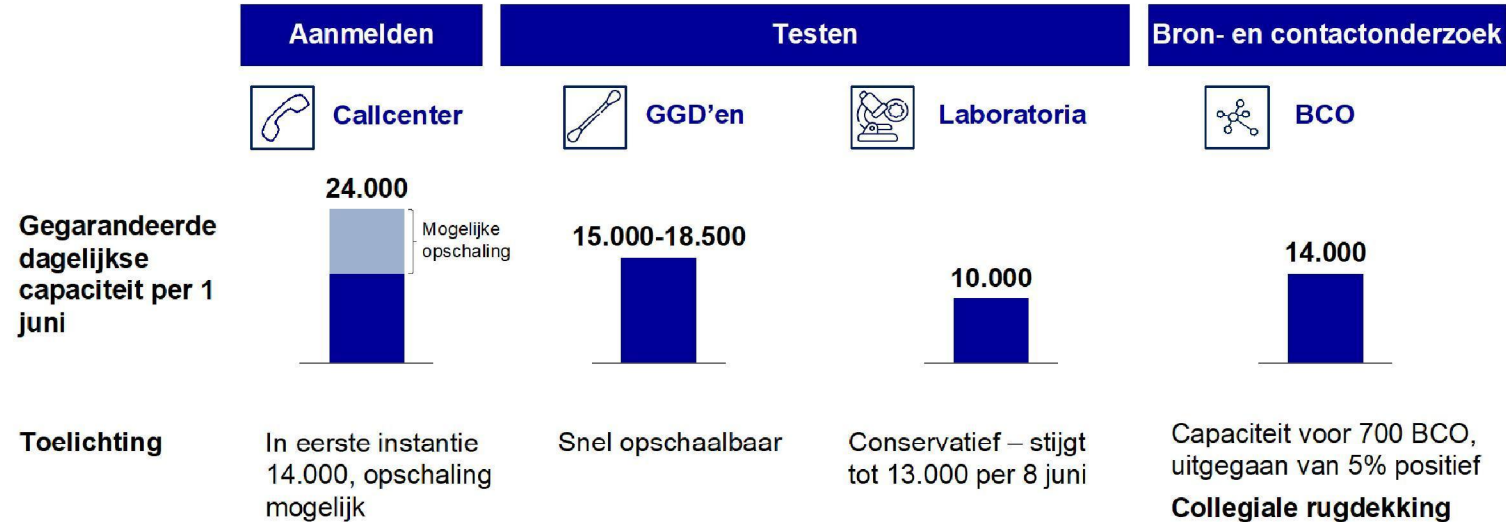 Aanmelden
Testen
Bron- en contactonderzoek
Callcenter
GGD'en
Laboratoria
BCO
Gegarandeerde
dagelijkse
capaciteit per 1
juni
24.000
Mogelijke
opschaling
15.000-18.500
10.000
14.000
Toelichting
In eerste instantie
14.000, opschaling
mogelijk
Snel opschaalbaar
Conservatief – stijgt
tot 13.000 per 8 juni
Capaciteit voor 700 BCO,
uitgegaan van 5% positief
Collegiale rugdekking